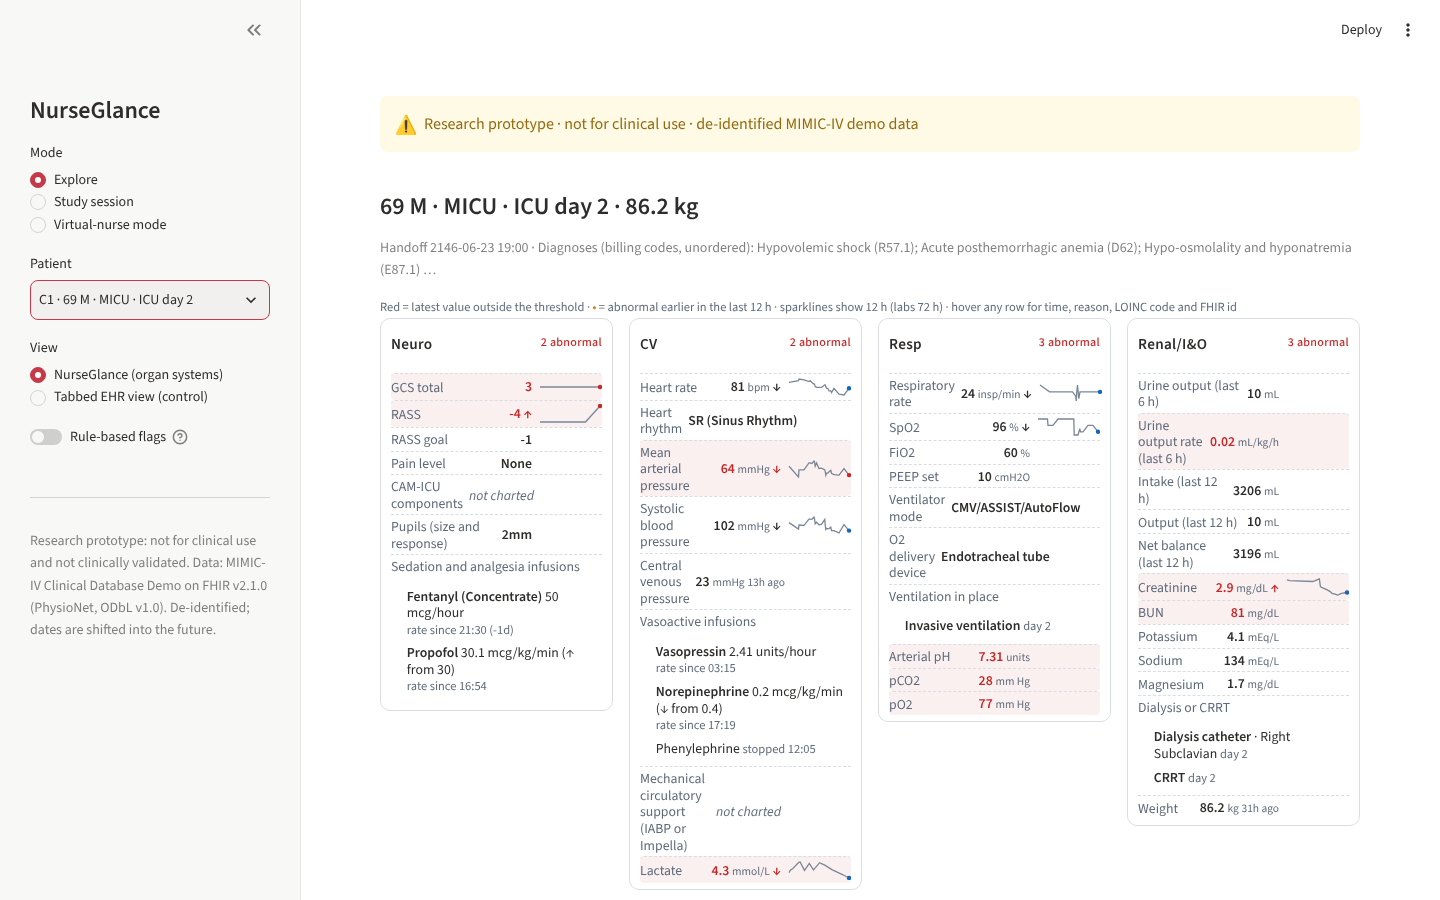 Deploy
NurseGlance
Mode
Explore
Study session
Virtual-nurse mode
Patient
C1 · 69 M · MICU · ICU day 2
View
NurseGlance (organ systems)
Tabbed EHR view (control)
Rule-based flags
Research prototype: not for clinical use
and not clinically validated. Data: MIMIC-
IV Clinical Database Demo on FHIR v2.1.0
(PhysioNet, ODbL v1.0). De-identified;
dates are shifted into the future.
Research prototype · not for clinical use · de-identified MIMIC-IV demo data
69 M · MICU · ICU day 2 · 86.2 kg
Handoff 2146-06-23 19:00 · Diagnoses (billing codes, unordered): Hypovolemic shock (R57.1); Acute posthemorrhagic anemia (D62); Hypo-osmolality and hyponatremia
(E87.1) …
Red = latest value outside the threshold · • = abnormal earlier in the last 12 h · sparklines show 12 h (labs 72 h) · hover any row for time, reason, LOINC code and FHIR id
Neuro 2 abnormal
GCS total 3
RASS -4 ↑
RASS goal -1
Pain level None
CAM-ICU
components not charted
Pupils (size and
response) 2mm
Sedation and analgesia infusions
Fentanyl (Concentrate) 50
mcg/hour
rate since 21:30 (-1d)
Propofol 30.1 mcg/kg/min (↑
from 30)
rate since 16:54
CV 2 abnormal
Heart rate 81 bpm ↓
Heart
rhythm SR (Sinus Rhythm)
Mean
arterial
pressure 64 mmHg ↓
Systolic
blood
pressure 102 mmHg ↓
Central
venous
pressure 23 mmHg 13h ago
Vasoactive infusions
Vasopressin 2.41 units/hour
rate since 03:15
Norepinephrine 0.2 mcg/kg/min
(↓ from 0.4)
rate since 17:19
Phenylephrine stopped 12:05
Mechanical
circulatory
support
(IABP or
Impella) not charted
Lactate 4.3 mmol/L ↓
Resp 3 abnormal
Respiratory
rate 24 insp/min ↓
SpO2 96 % ↓
FiO2 60 %
PEEP set 10 cmH2O
Ventilator
mode CMV/ASSIST/AutoFlow
O2
delivery
device Endotracheal tube
Ventilation in place
Invasive ventilation day 2
Arterial pH 7.31 units
pCO2 28 mm Hg
pO2 77 mm Hg
Renal/I&O 3 abnormal
Urine output (last
6 h) 10 mL
Urine
output rate
(last 6 h) 0.02 mL/kg/h
Intake (last 12
h) 3206 mL
Output (last 12 h) 10 mL
Net balance
(last 12 h) 3196 mL
Creatinine 2.9 mg/dL ↑
BUN 81 mg/dL
Potassium 4.1 mEq/L
Sodium 134 mEq/L
Magnesium 1.7 mg/dL
Dialysis or CRRT
Dialysis catheter · Right
Subclavian day 2
CRRT day 2
Weight 86.2 kg 31h ago